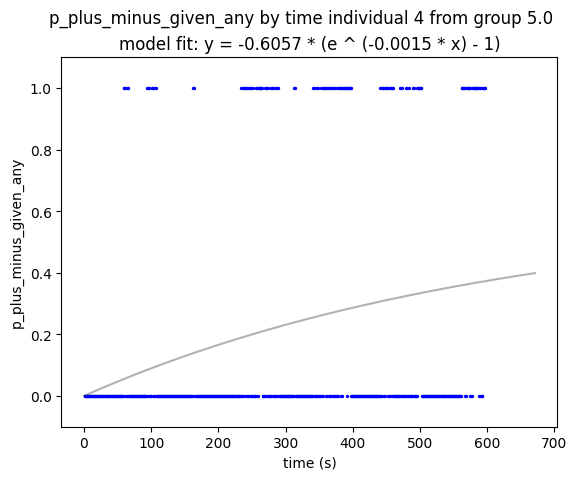 p_plus_minus_given_any by time individual 4 from group 5.0
model fit: y = -0.6057 * (e ^ (-0.0015 * x) - 1)
1.0
0.8
0.6
0.4
0.2
0.0
p_plus_minus_given_any
0 100 200 300 400 500 600 700
time (s)